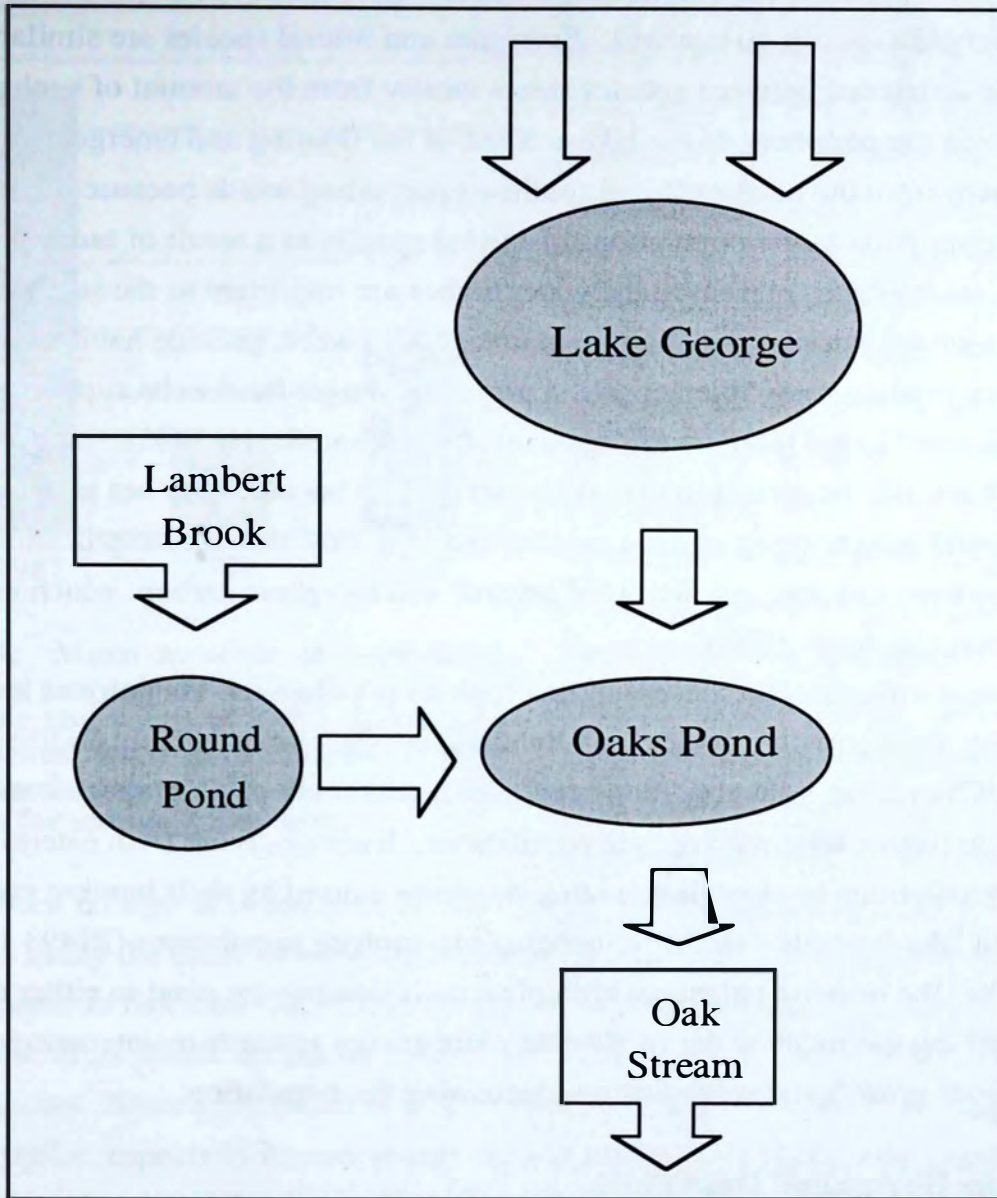 Lake George
Lambert
Brook
Round
Pond
Oaks Pond
Oak
Stream